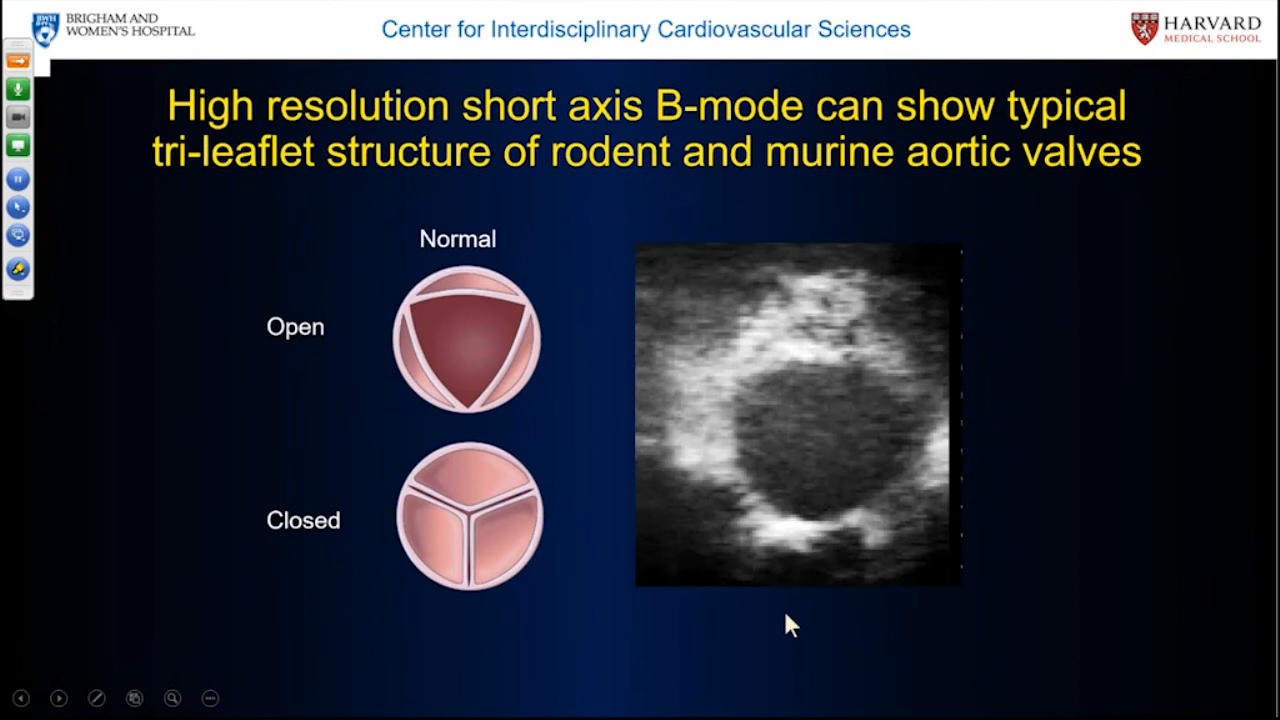 BWH
BRIGHAM AND
WOMEN'S HOSPITAL
Center for Interdisciplinary Cardiovascular Sciences
HARVARD
MEDICAL SCHOOL
High resolution short axis B-mode can show typical
tri-leaflet structure of rodent and murine aortic valves
Normal
Open
Closed